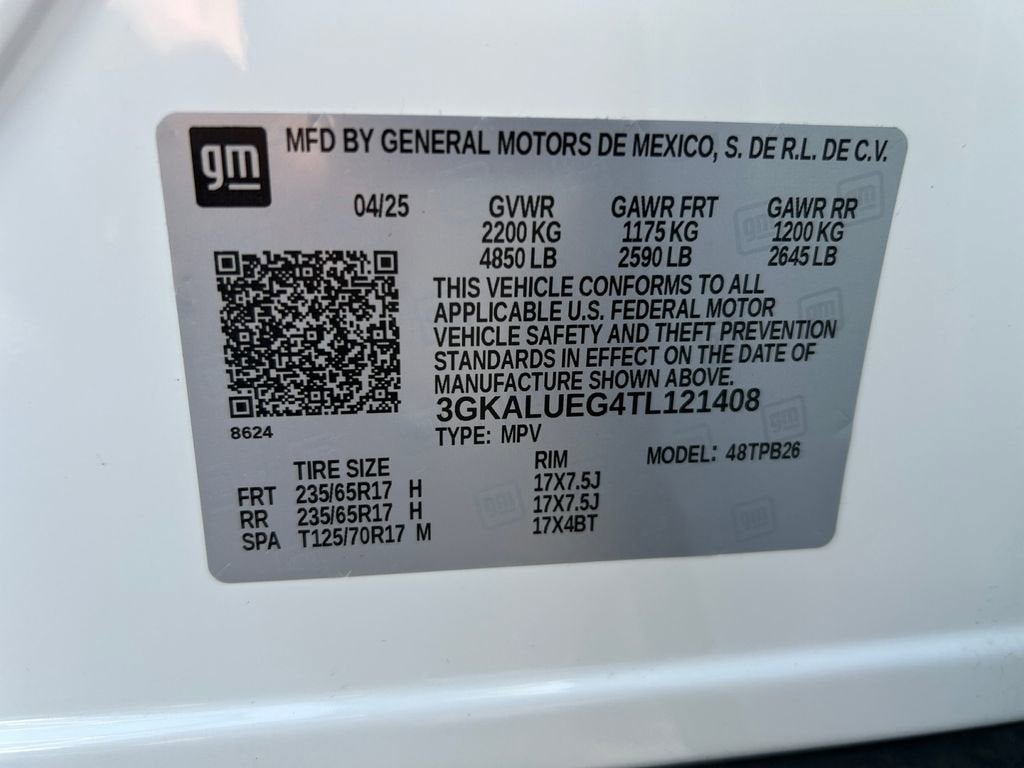 gm MFD BY GENERAL MOTORS DE MEXICO, S. DE R.L. DE C.V.
04/25 GVWR GAWR FRT GAWR RR
2200 KG 1175 KG 1200 KG
4850 LB 2590 LB 2645 LB
THIS VEHICLE CONFORMS TO ALL
APPLICABLE U.S. FEDERAL MOTOR
VEHICLE SAFETY AND THEFT PREVENTION
STANDARDS IN EFFECT ON THE DATE OF
MANUFACTURE SHOWN ABOVE.
3GKALUEG4TL121408
8624
TYPE: MPV MODEL: 48TPB26
TIRE SIZE RIM
FRT 235/65R17 H 17X7.5J
RR 235/65R17 H 17X7.5J
SPA T125/70R17 M 17X4BT